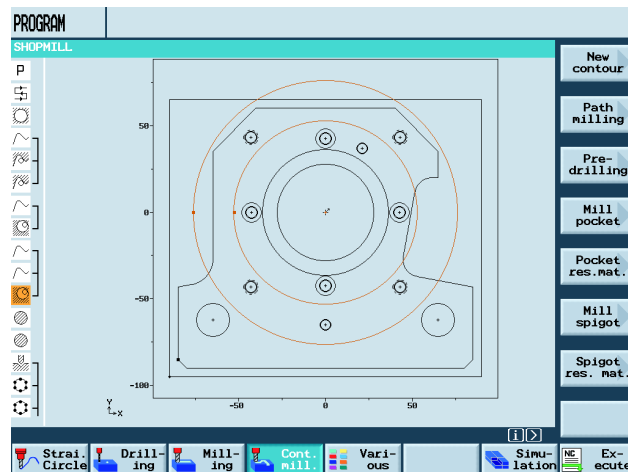 PROGRAM
SHOPMILL
New
contour
P
Path
milling
50
Pre-
drilling
0
Mill
pocket
Pocket
res.mat.
-50
Mill
spigot
Spigot
res. mat.
-100
Y
X
-50
0
50
i
Strai.
Circle
Drill-
ing
Mill-
ing
Cont.
mill.
Vari-
ous
Simu-
lation
NC
Ex-
ecute